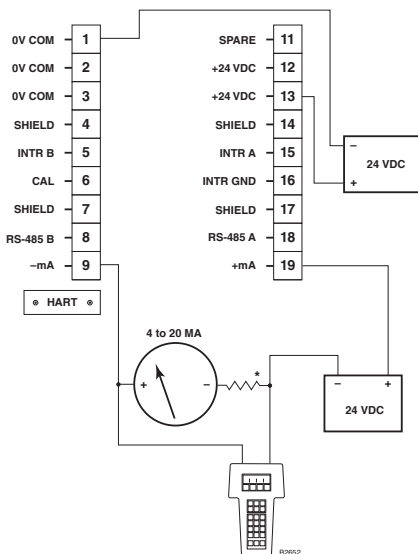 0V COM 1
0V COM 2
0V COM 3
SHIELD 4
INTR B 5
CAL 6
SHIELD 7
RS-485 B 8
–mA 9
HART
SPARE 11
+24 VDC 12
+24 VDC 13
SHIELD 14
INTR A 15
INTR GND 16
SHIELD 17
RS-485 A 18
+mA 19
–
24 VDC
+
4 to 20 MA
+ – *
– +
24 VDC
B2652